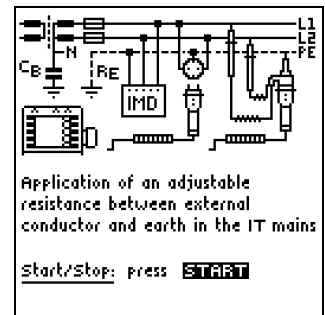 L1
L2
N
PE
CB
RE
IMD
Application of an adjustable
resistance between external
conductor and earth in the IT mains
Start/Stop: press START